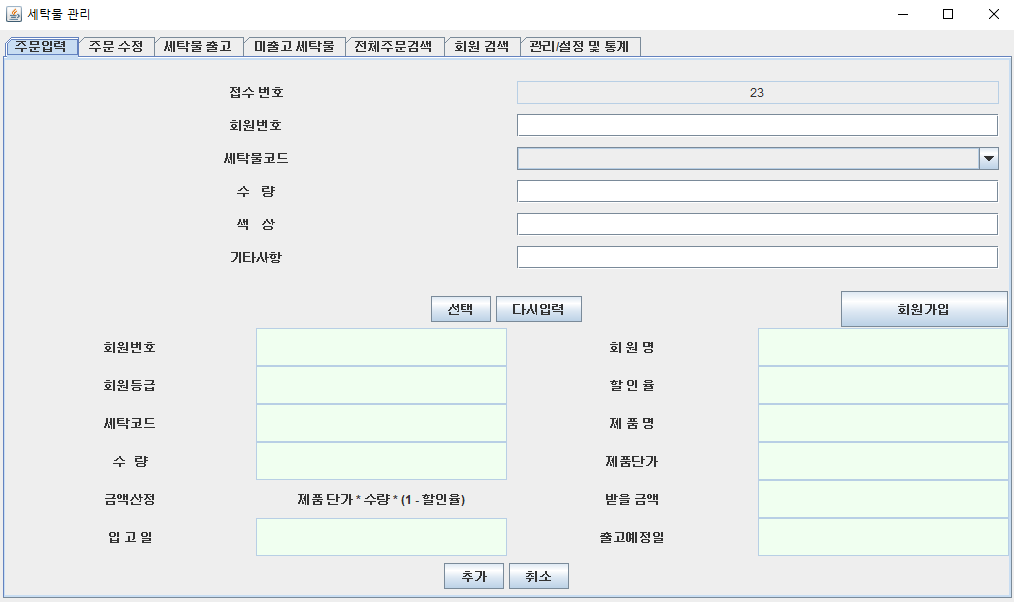 세탁물 관리
주문입력 주문 수정 세탁물 출고 미출고 세탁물 전체주문검색 회원 검색 관리/설정 및 통계
접수 번호 23
회원번호
세탁물코드
수 량
색 상
기타사항
선택 다시입력 회원가입
회원번호 회 원 명
회원등급 할 인 율
세탁코드 제 품 명
수 량 제품단가
금액산정 제품 단가 * 수량 * (1 - 할인율) 받을 금액
입 고 일 출고예정일
추가 취소